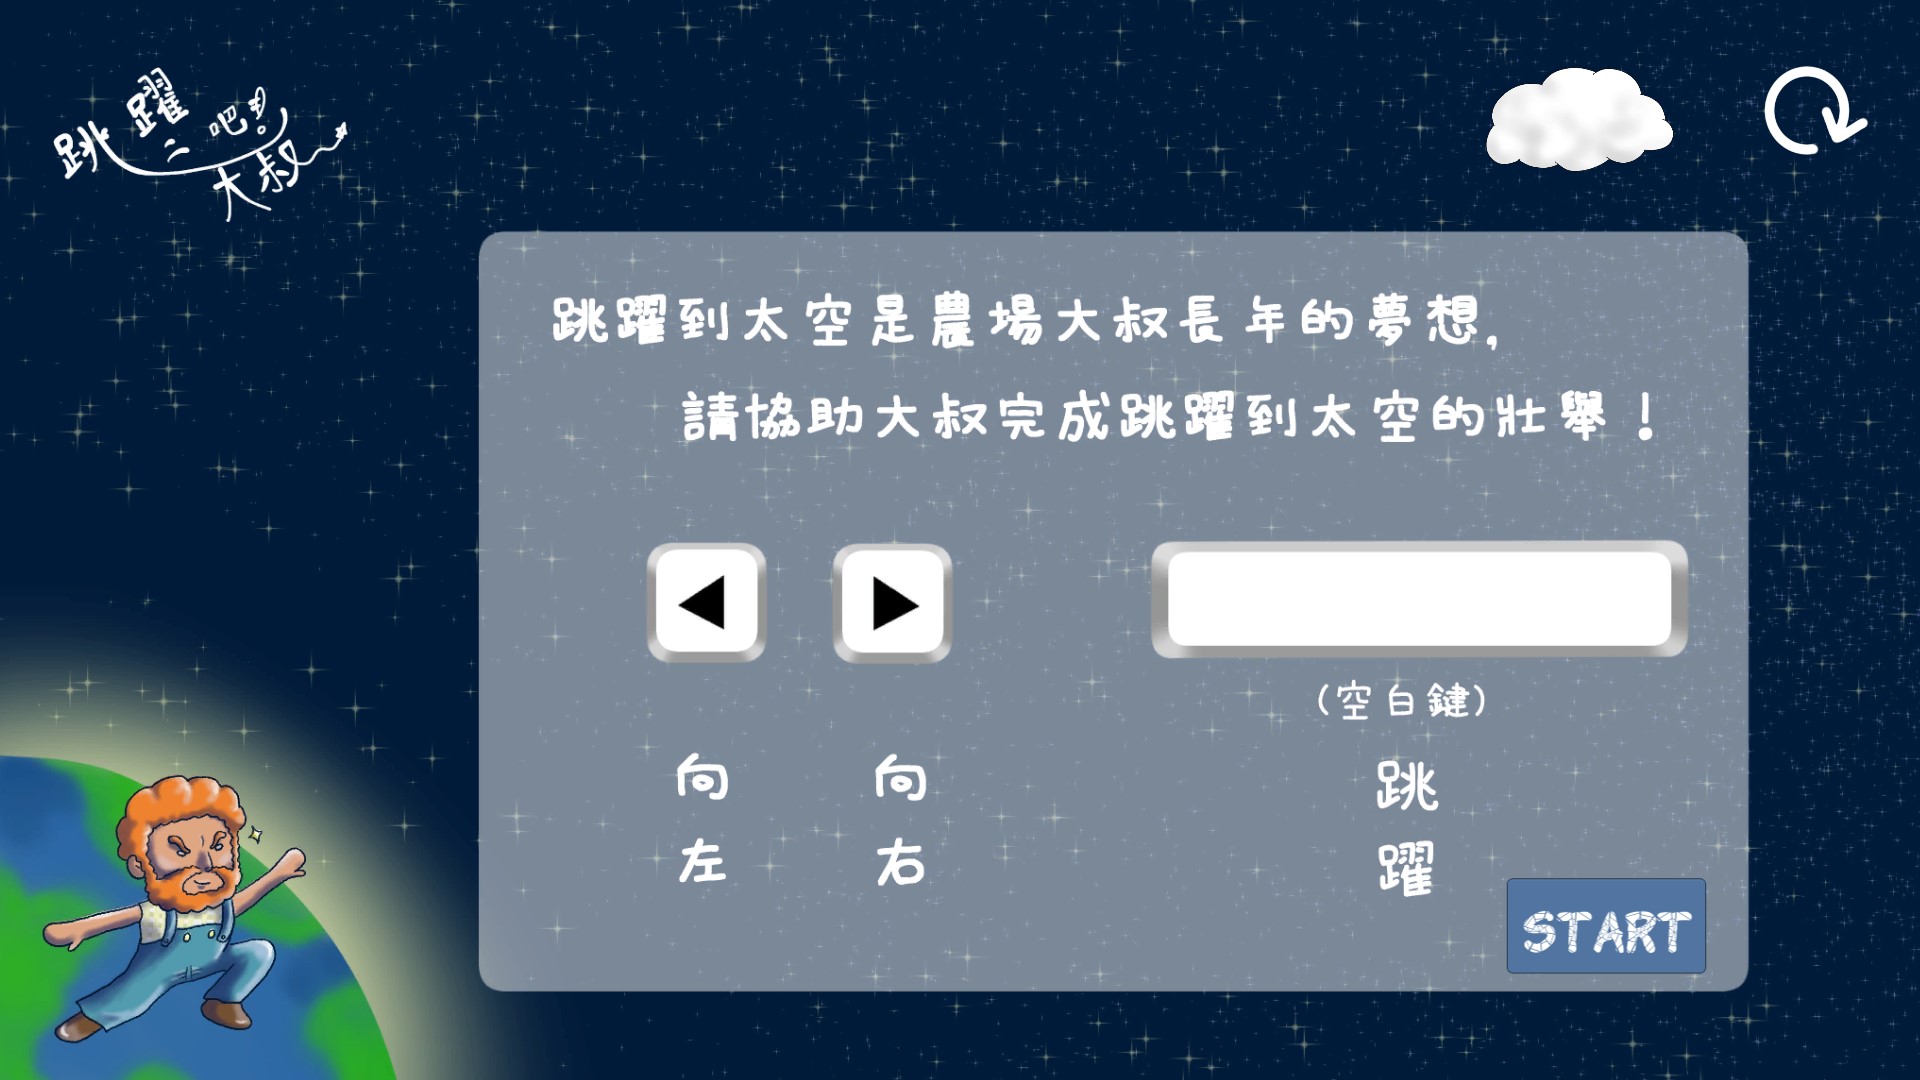 跳躍吧!
大叔
跳躍到太空是農場大叔長年的夢想,
請協助大叔完成跳躍到太空的壯舉！
(空白鍵)
向左
向右
跳躍
START